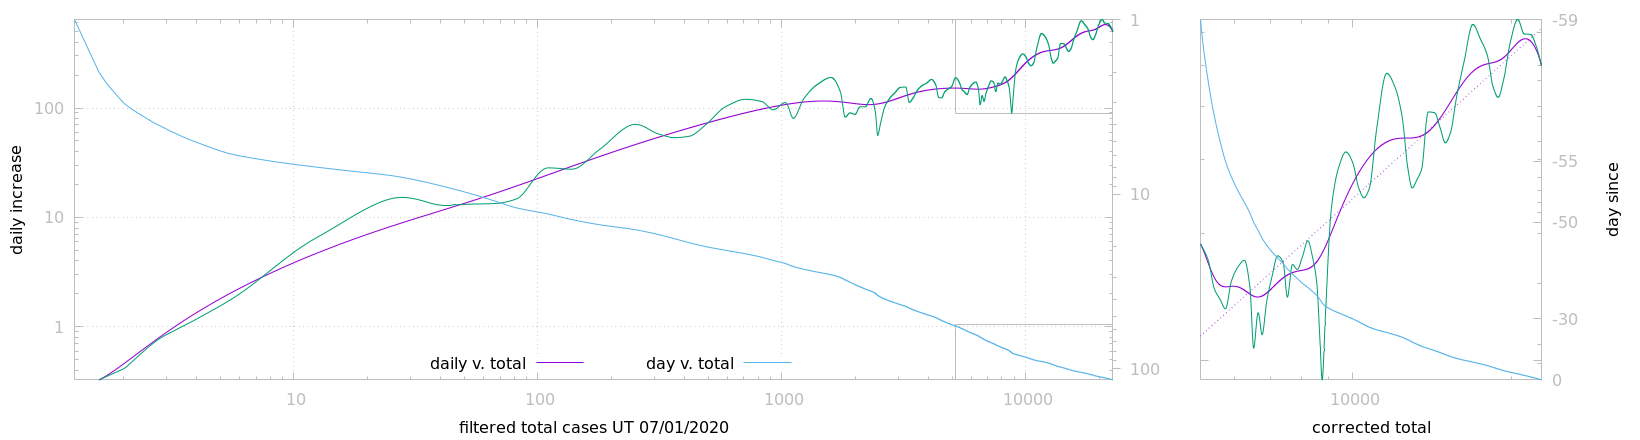 daily increase
100
10
1
daily v. total
day v. total
10
100
1000
10000
1
10
100
filtered total cases UT 07/01/2020
-59
-55
-50
-30
0
day since
10000
corrected total